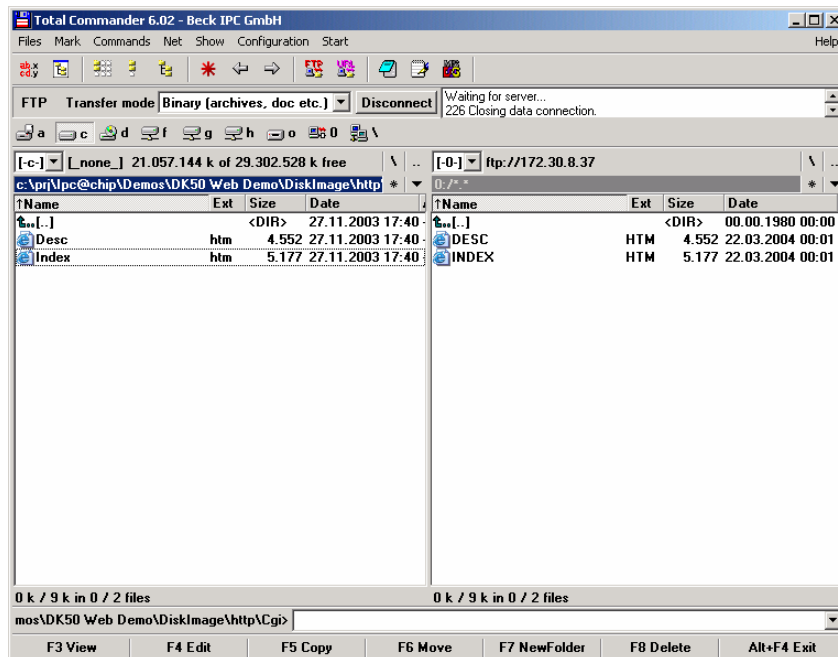 Total Commander 6.02 - Beck IPC GmbH
Files Mark Commands Net Show Configuration Start Help
FTP Transfer mode Binary (archives, doc etc.) Disconnect Waiting for server...
226 Closing data connection.
a c d f g h o 0 \
[-c-] [_none_] 21.057.144 k of 29.302.528 k free \ .. [-0-] ftp://172.30.8.37 \ ..
c:\prj\Ipc@chip\Demos\DK50 Web Demo\DiskImage\http\ * 0:/*.* *
↑Name Ext Size Date ↑Name Ext Size Date
[..] <DIR> 27.11.2003 17:40 [..] <DIR> 00.00.1980 00:00
Desc htm 4.552 27.11.2003 17:40 DESC HTM 4.552 22.03.2004 00:01
Index htm 5.177 27.11.2003 17:40 INDEX HTM 5.177 22.03.2004 00:01
0 k / 9 k in 0 / 2 files 0 k / 9 k in 0 / 2 files
mos\DK50 Web Demo\DiskImage\http\Cgi>
F3 View F4 Edit F5 Copy F6 Move F7 NewFolder F8 Delete Alt+F4 Exit